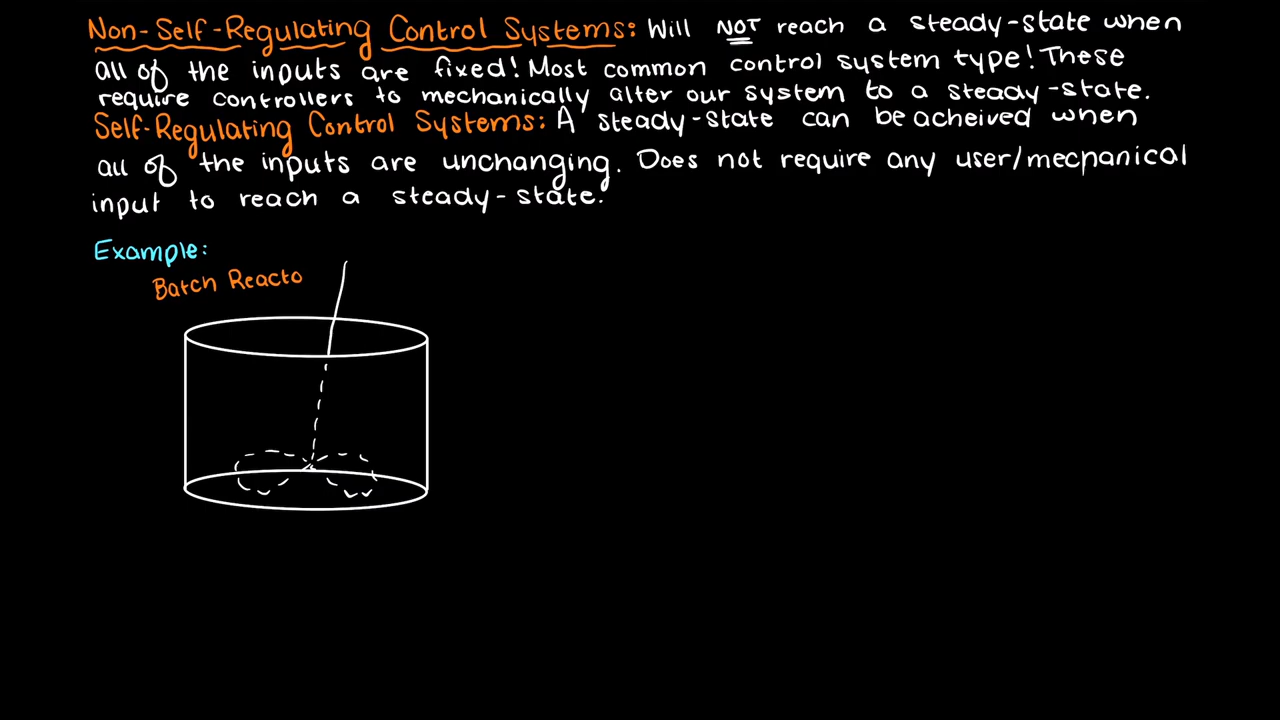 Non-Self-Regulating Control Systems: Will NOT reach a steady-state when
all of the inputs are fixed! Most common control system type! These
require controllers to mechanically alter our system to a steady-state.
Self-Regulating Control Systems: A steady-state can be acheived when
all of the inputs are unchanging. Does not require any user/mechanical
input to reach a steady-state.
Example:
Batch Reacto